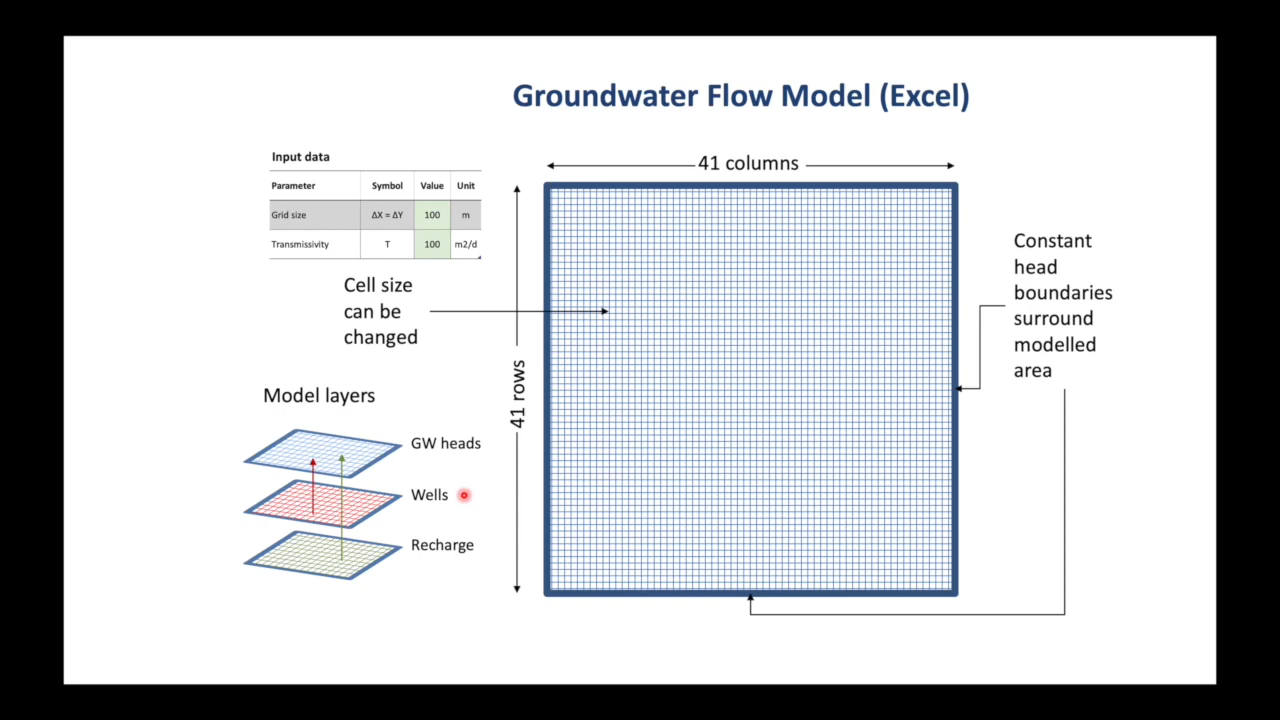 Groundwater Flow Model (Excel)
Input data
Parameter Symbol Value Unit
Grid size ΔX = ΔY 100 m
Transmissivity T 100 m2/d
41 columns
41 rows
Cell size
can be
changed
Constant
head
boundaries
surround
modelled
area
Model layers
GW heads
Wells
Recharge